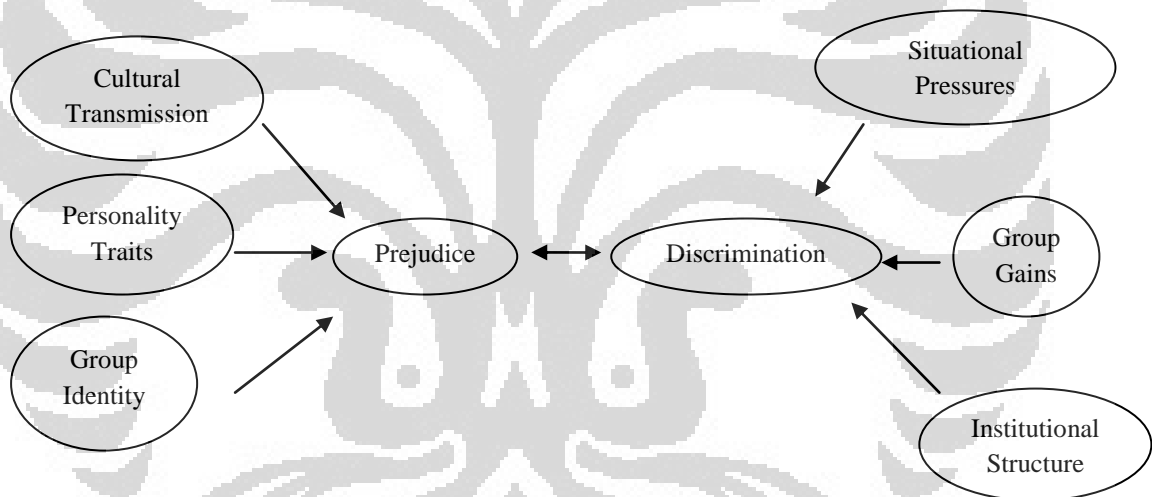 Cultural
Transmission
Situational
Pressures
Personality
Traits
Prejudice
Discrimination
Group
Gains
Group
Identity
Institutional
Structure